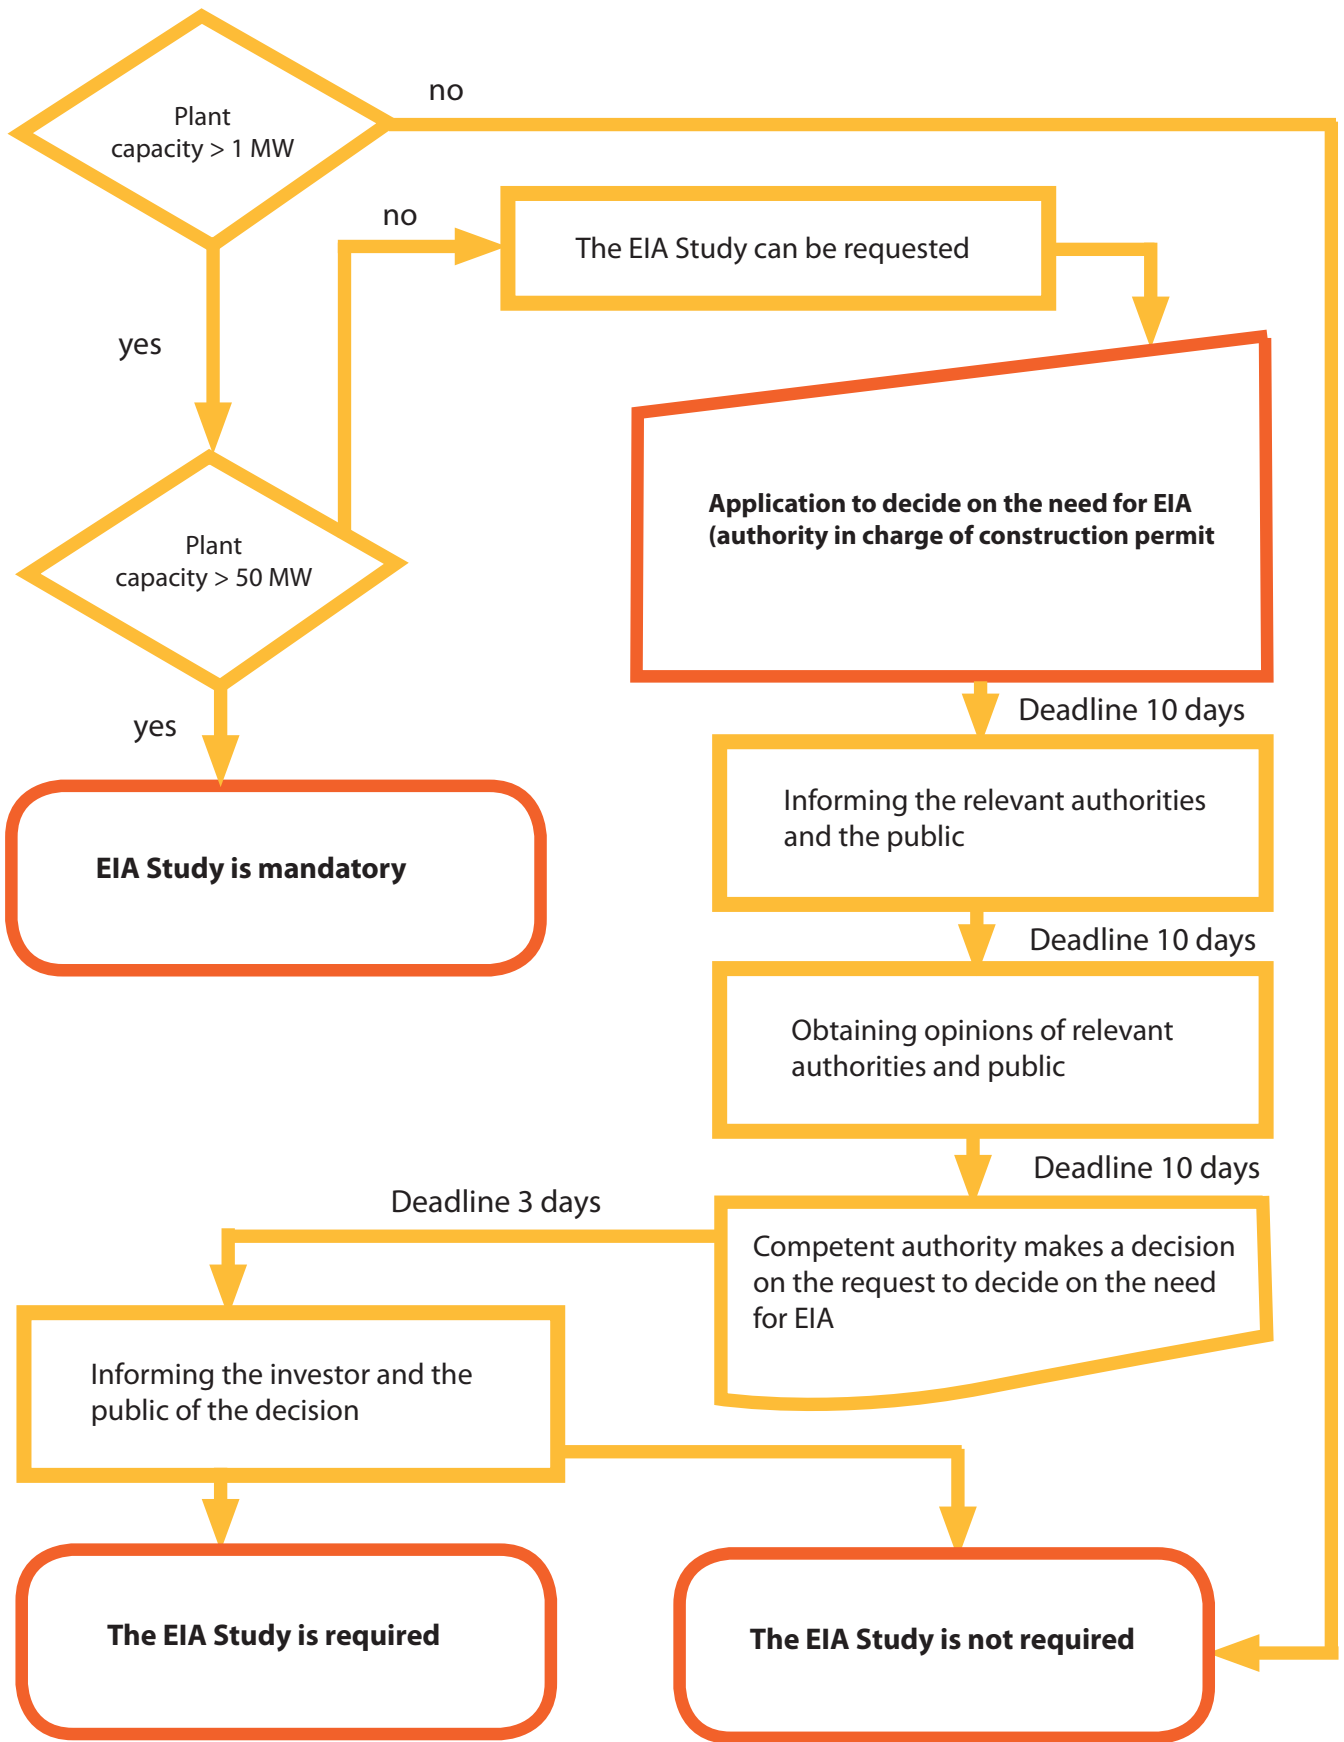 no
Plant
capacity > 1 MW
no
The EIA Study can be requested
yes
Application to decide on the need for EIA
(authority in charge of construction permit
Plant
capacity > 50 MW
Deadline 10 days
yes
Informing the relevant authorities
and the public
EIA Study is mandatory
Deadline 10 days
Obtaining opinions of relevant
authorities and public
Deadline 10 days
Deadline 3 days
Competent authority makes a decision
on the request to decide on the need
for EIA
Informing the investor and the
public of the decision
The EIA Study is required
The EIA Study is not required